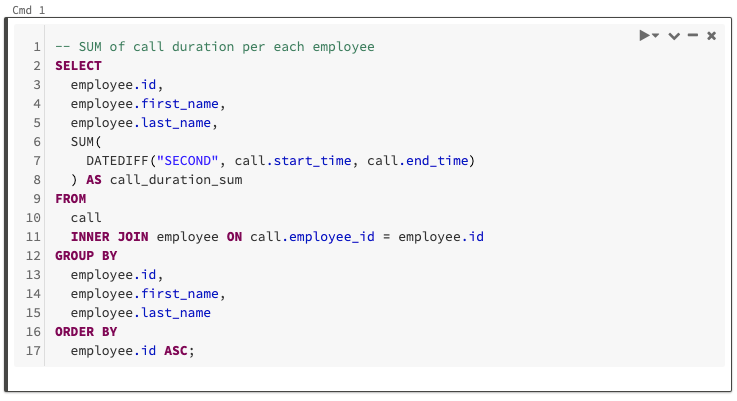 Cmd 1
1 -- SUM of call duration per each employee
2 SELECT
3   employee.id,
4   employee.first_name,
5   employee.last_name,
6   SUM(
7     DATEDIFF("SECOND", call.start_time, call.end_time)
8   ) AS call_duration_sum
9 FROM
10   call
11   INNER JOIN employee ON call.employee_id = employee.id
12 GROUP BY
13   employee.id,
14   employee.first_name,
15   employee.last_name
16 ORDER BY
17   employee.id ASC;